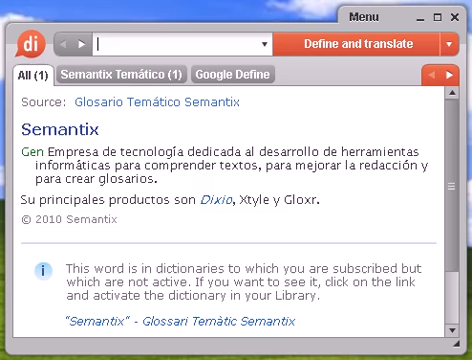 Menu
di
Define and translate
All (1)
Semantix Temático (1)
Google Define
Source: Glosario Temático Semantix
Semantix
Gen Empresa de tecnología dedicada al desarrollo de herramientas
informáticas para comprender textos, para mejorar la redacción y
para crear glosarios.
Su principales producto son Dixio, Xtyle y Gloxr.
© 2010 Semantix
This word is in dictionaries to which you are subscribed but
which are not active. If you want to see it, click on the link
and activate the dictionary in your Library.
"Semantix" - Glossari Temàtic Semantix